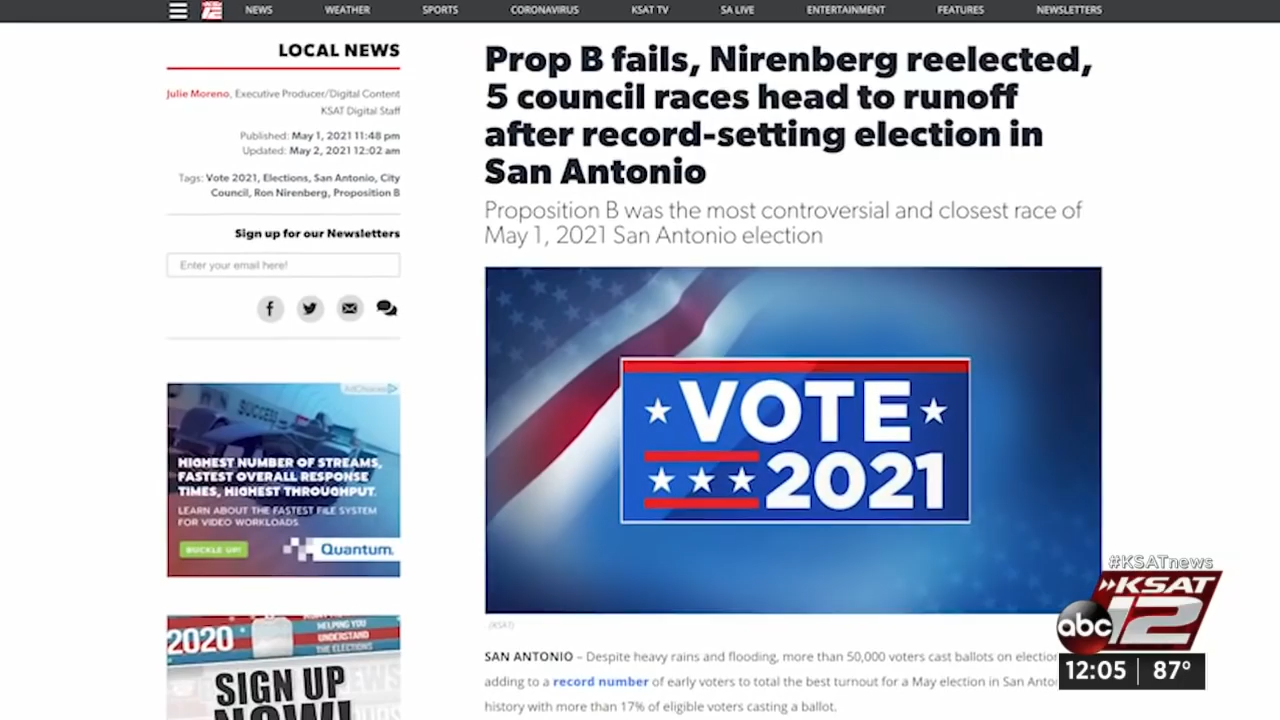 12
NEWS
WEATHER
SPORTS
CORONAVIRUS
KSAT TV
SA LIVE
ENTERTAINMENT
FEATURES
NEWSLETTERS
LOCAL NEWS
Julie Moreno, Executive Producer/Digital Content
KSAT Digital Staff
Published: May 1, 2021 11:48 pm
Updated: May 2, 2021 12:02 am
Tags: Vote 2021, Elections, San Antonio, City
Council, Ron Nirenberg, Proposition B
Sign up for our Newsletters
Enter your email here!
AdChoices
SUCCESS
HIGHEST NUMBER OF STREAMS,
FASTEST OVERALL RESPONSE
TIMES, HIGHEST THROUGHPUT.
LEARN ABOUT THE FASTEST FILE SYSTEM
FOR VIDEO WORKLOADS
BUCKLE UP!
Quantum.
2020
HELPING YOU
UNDERSTAND
THE ELECTIONS
SIGN UP
NOW!
Prop B fails, Nirenberg reelected,
5 council races head to runoff
after record-setting election in
San Antonio
Proposition B was the most controversial and closest race of
May 1, 2021 San Antonio election
VOTE
2021
(KSAT)
SAN ANTONIO – Despite heavy rains and flooding, more than 50,000 voters cast ballots on election
adding to a record number of early voters to total the best turnout for a May election in San Anto
history with more than 17% of eligible voters casting a ballot.
#KSATnews
KSAT
abc 12
12:05 87°